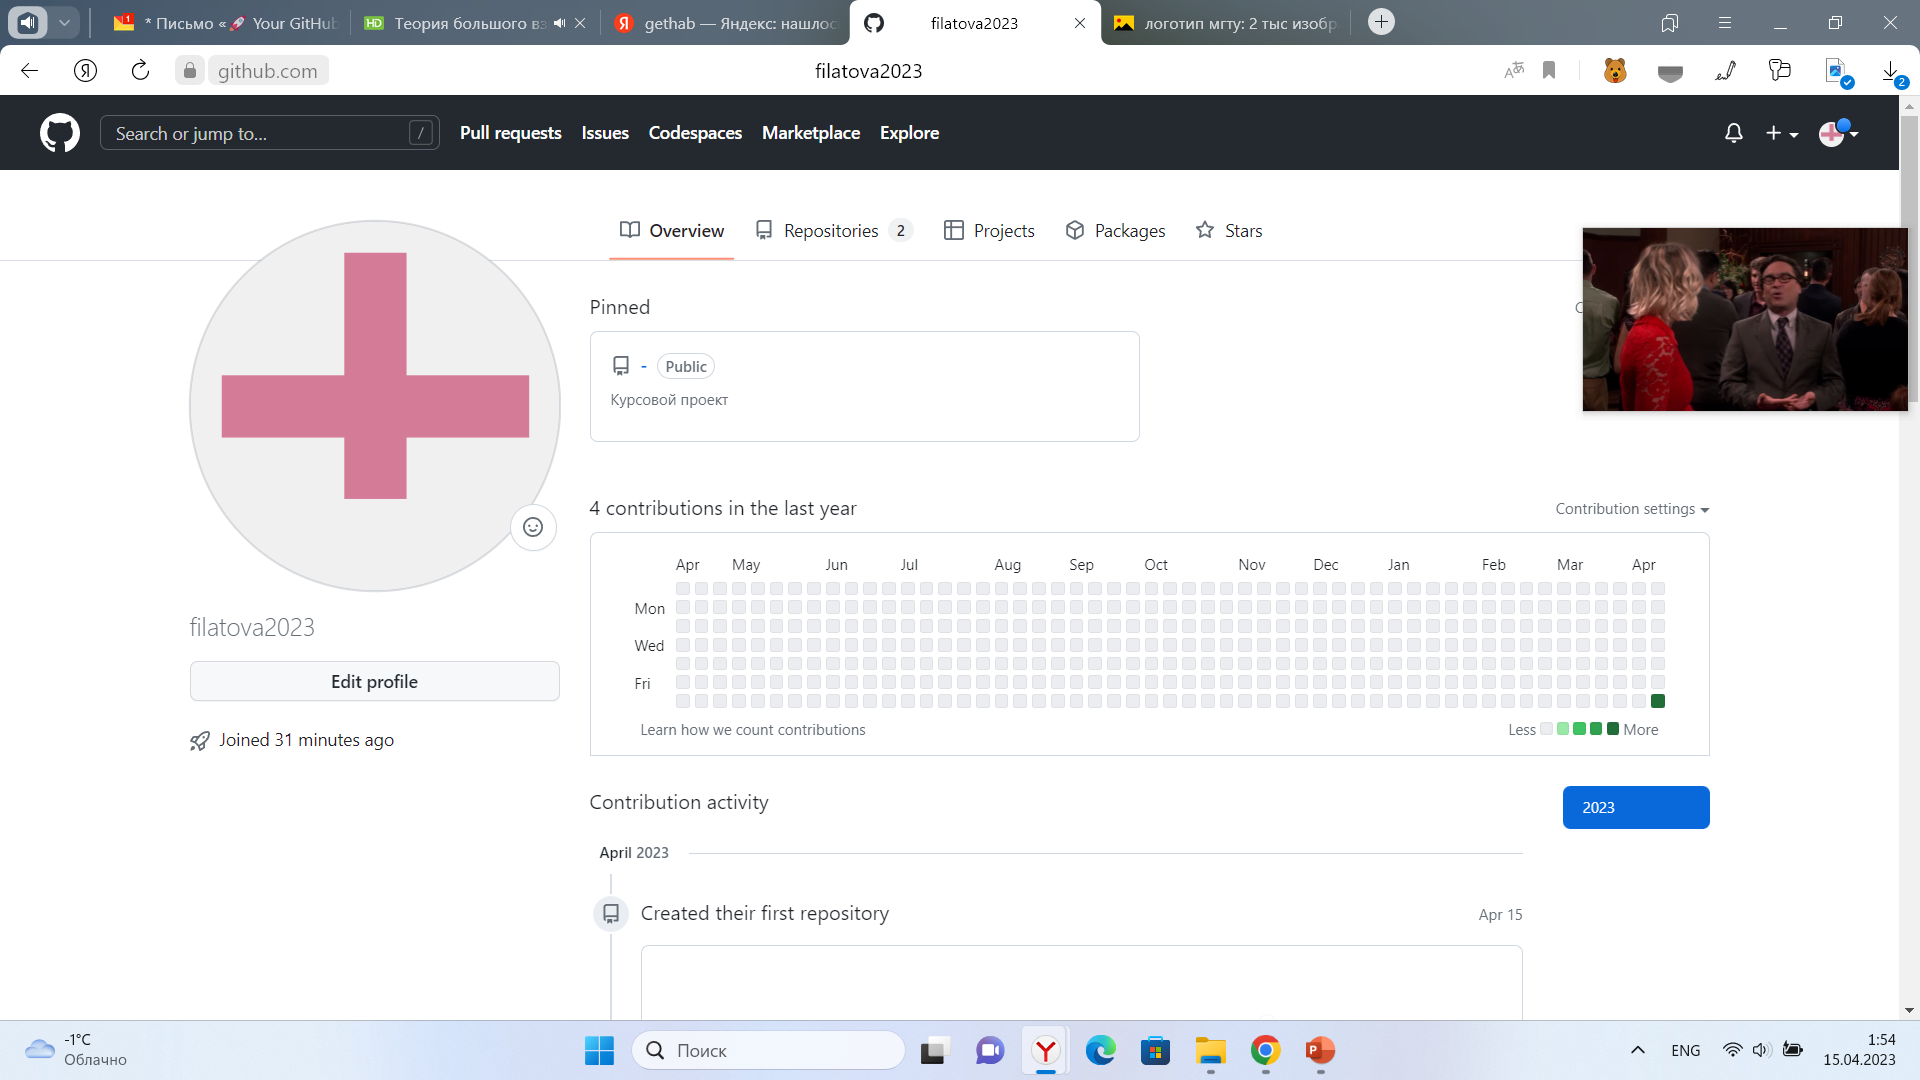 * Письмо «🚀 Your GitHub
Теория большого вз
gethab — Яндекс: нашлос
filatova2023
логотип мгту: 2 тыс изобр
github.com
filatova2023
2
Search or jump to...
/
Pull requests
Issues
Codespaces
Marketplace
Explore
Overview
Repositories 2
Projects
Packages
Stars
Pinned
- Public
Курсовой проект
4 contributions in the last year
Contribution settings
Apr May Jun Jul Aug Sep Oct Nov Dec Jan Feb Mar Apr
Mon
Wed
Fri
Learn how we count contributions
Less
More
filatova2023
Edit profile
Joined 31 minutes ago
Contribution activity
2023
April 2023
Created their first repository
Apr 15
-1°C
Облачно
Поиск
ENG
1:54
15.04.2023